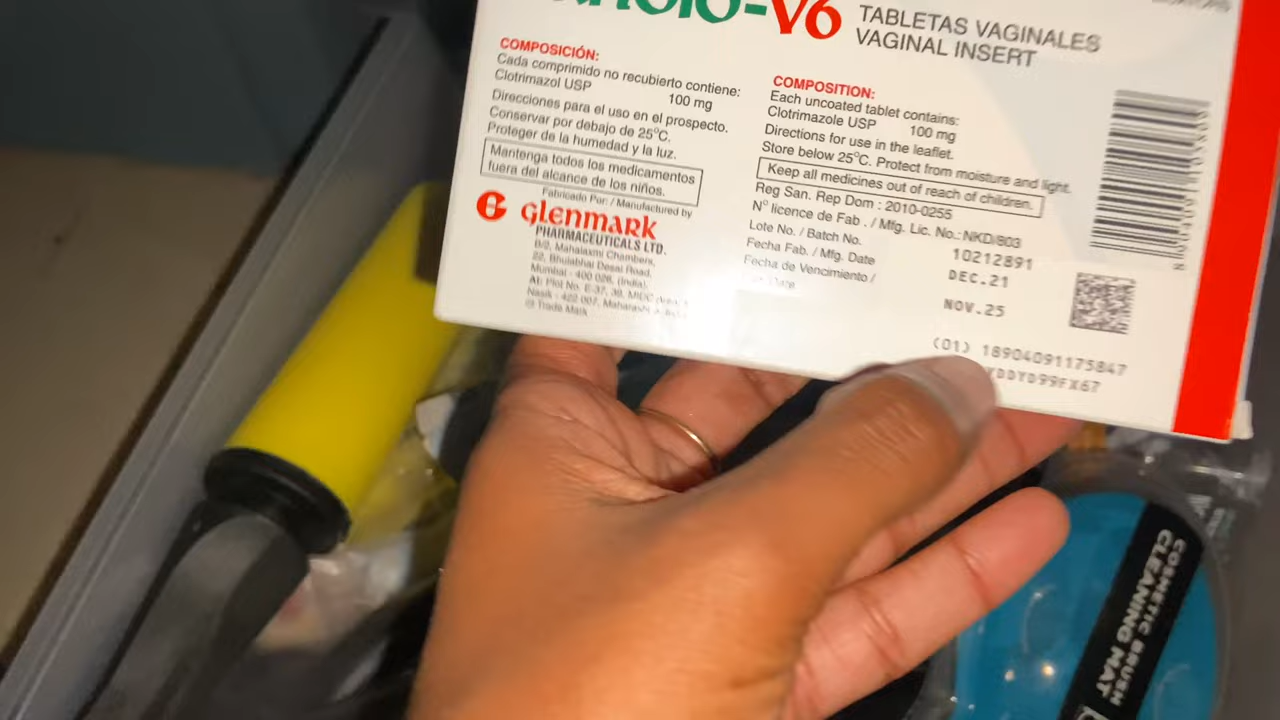 -V6
TABLETAS VAGINALES
VAGINAL INSERT
COMPOSICIÓN:
Cada comprimido no recubierto contiene:
Clotrimazol USP 100 mg
Direcciones para el uso en el prospecto.
Conservar por debajo de 25°C.
Proteger de la humedad y la luz.
Mantenga todos los medicamentos
fuera del alcance de los niños.
Fabricado Por: / Manufactured by
glenmark
PHARMACEUTICALS LTD.
B/2, Mahalaxmi Chambers,
22, Bhulabhai Desai Road,
Mumbai - 400 026, (India).
At: Plot No. E-37, 39, MIDC
Nasik - 422 007, Maharashtra
® Trade Mark
COMPOSITION:
Each uncoated tablet contains:
Clotrimazole USP 100 mg
Directions for use in the leaflet.
Store below 25°C. Protect from moisture and light.
Keep all medicines out of reach of children.
Reg San. Rep Dom : 2010-0255
N° licence de Fab . / Mfg. Lic. No.: NKD/803
Lote No. / Batch No. 10212891
Fecha Fab. / Mfg. Date DEC.21
Fecha de Vencimiento / NOV.25
Date
(01) 18904091175847
YDDYD99FX67
COSMETIC BRUSH
CLEANING MAT